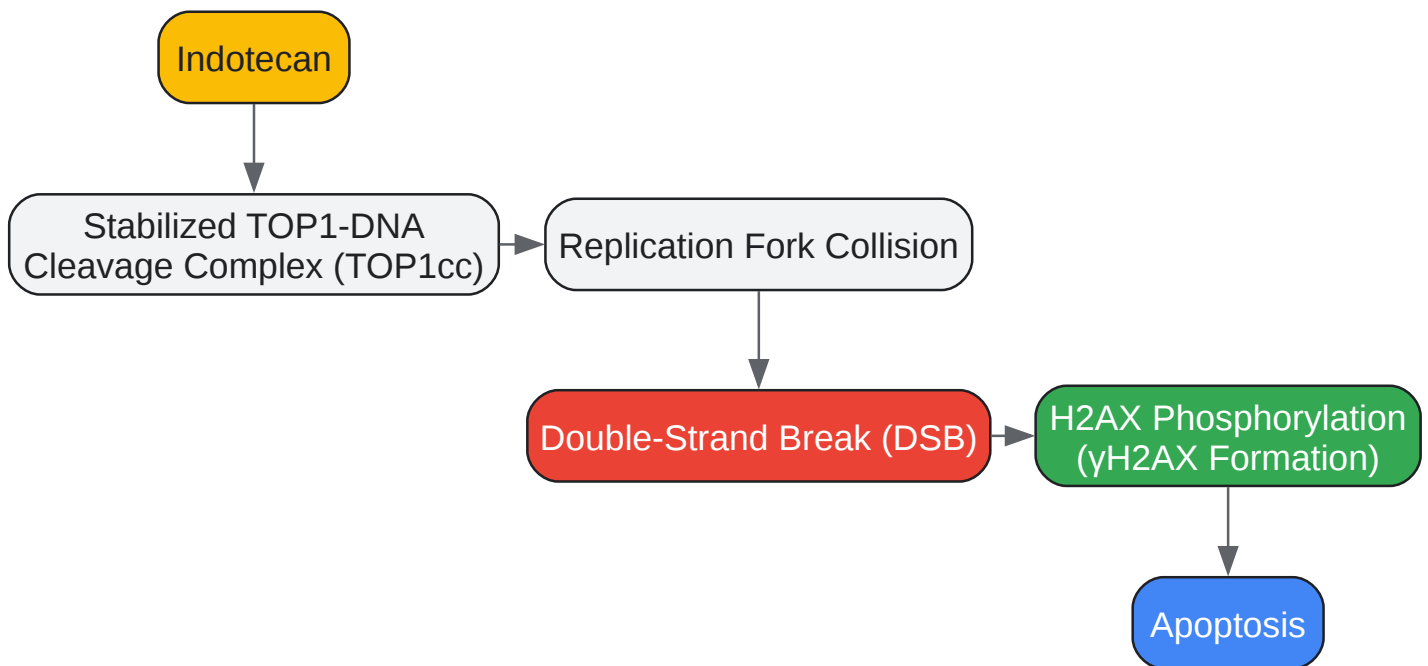 Indotecan
Stabilized TOP1-DNA
Cleavage Complex (TOP1cc)
Replication Fork Collision
Double-Strand Break (DSB)
H2AX Phosphorylation
(γH2AX Formation)
Apoptosis